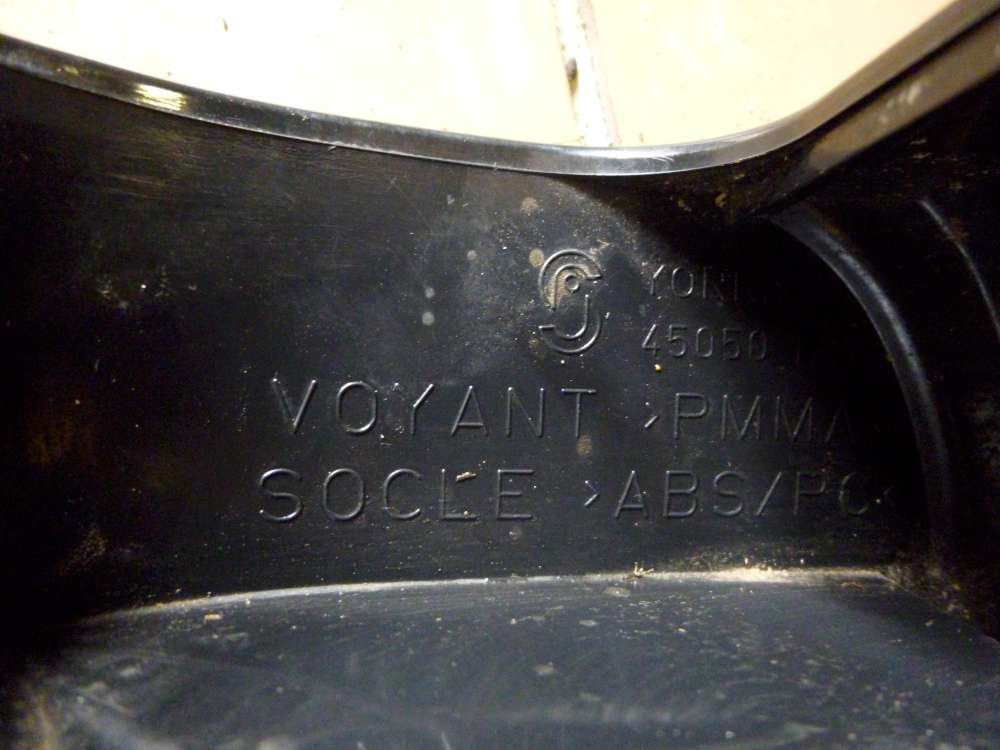 45050
VOYANT >PMMA
SOCLE >ABS/PC<